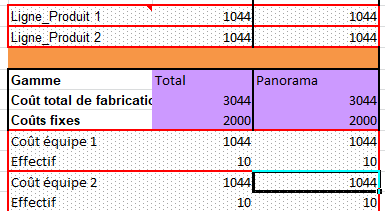 Ligne_Produit 1 1044 1044
Ligne_Produit 2 1044 1044
Gamme Total Panorama
Coût total de fabricatio 3044 3044
Coûts fixes 2000 2000
Coût équipe 1 1044 1044
Effectif 10 10
Coût équipe 2 1044 1044
Effectif 10 10